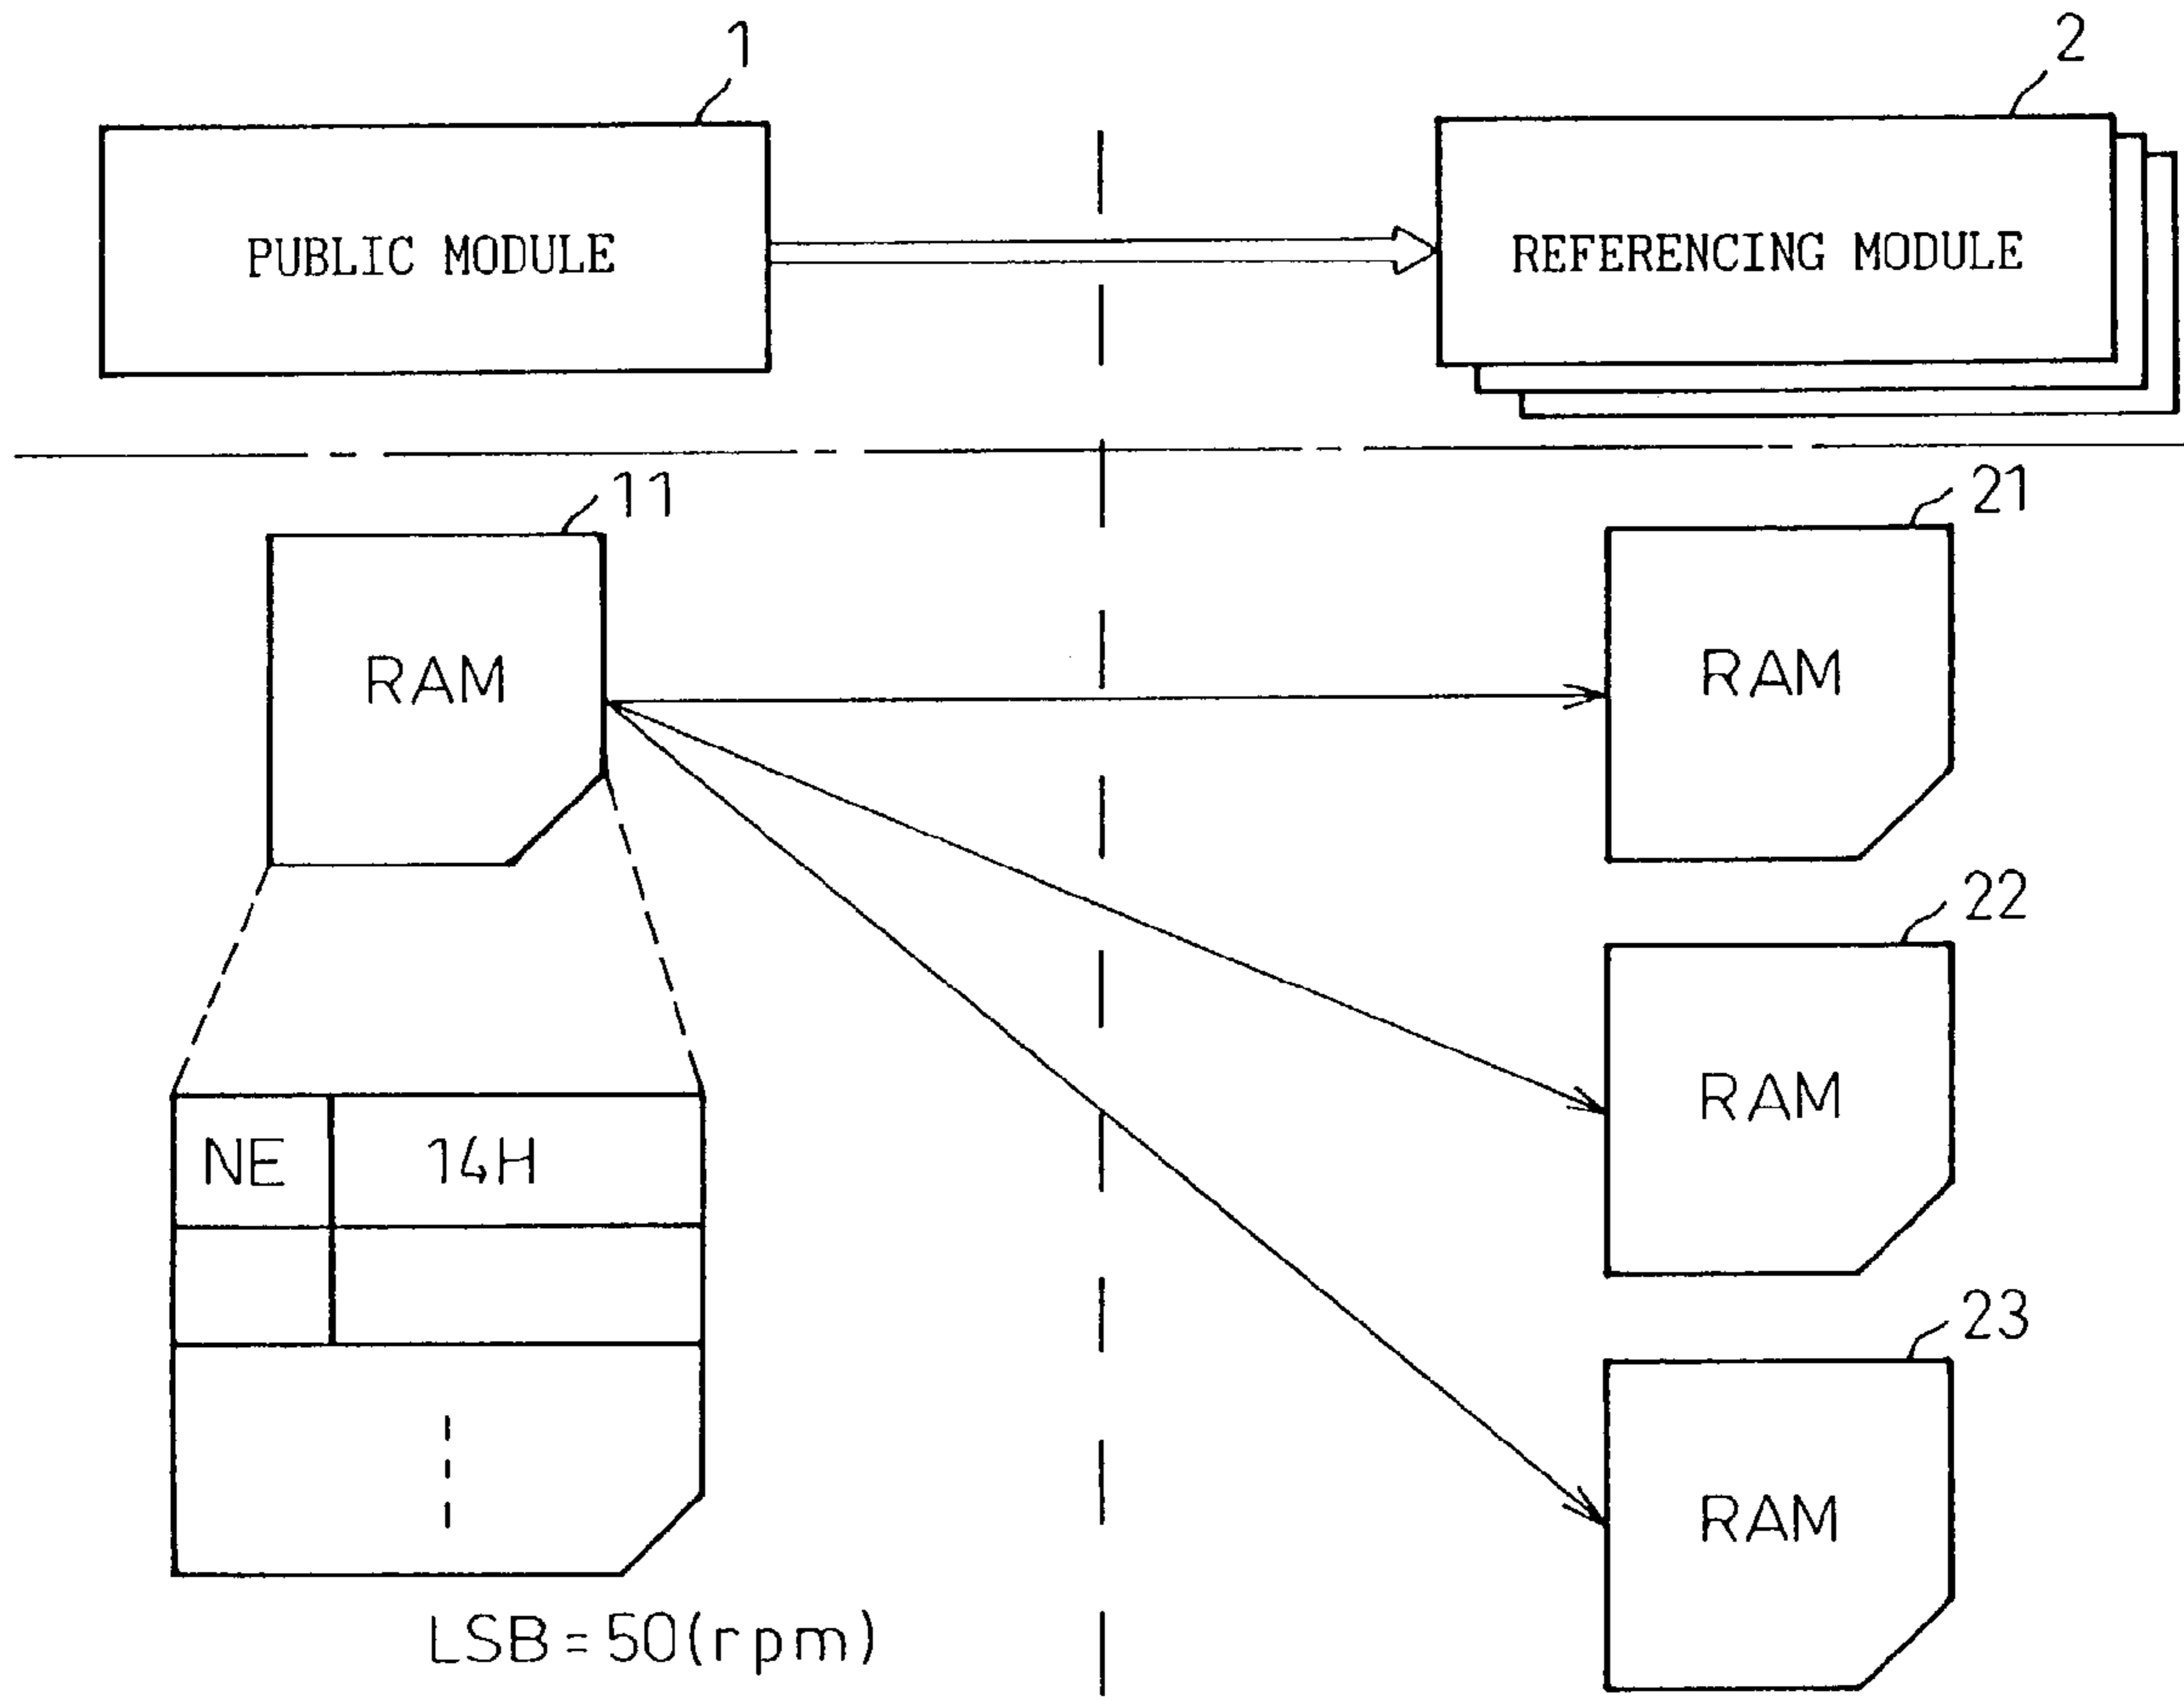 1
2
PUBLIC MODULE
REFERENCING MODULE
11
21
RAM
RAM
22
RAM
NE 14H
23
RAM
LSB=50(rpm)